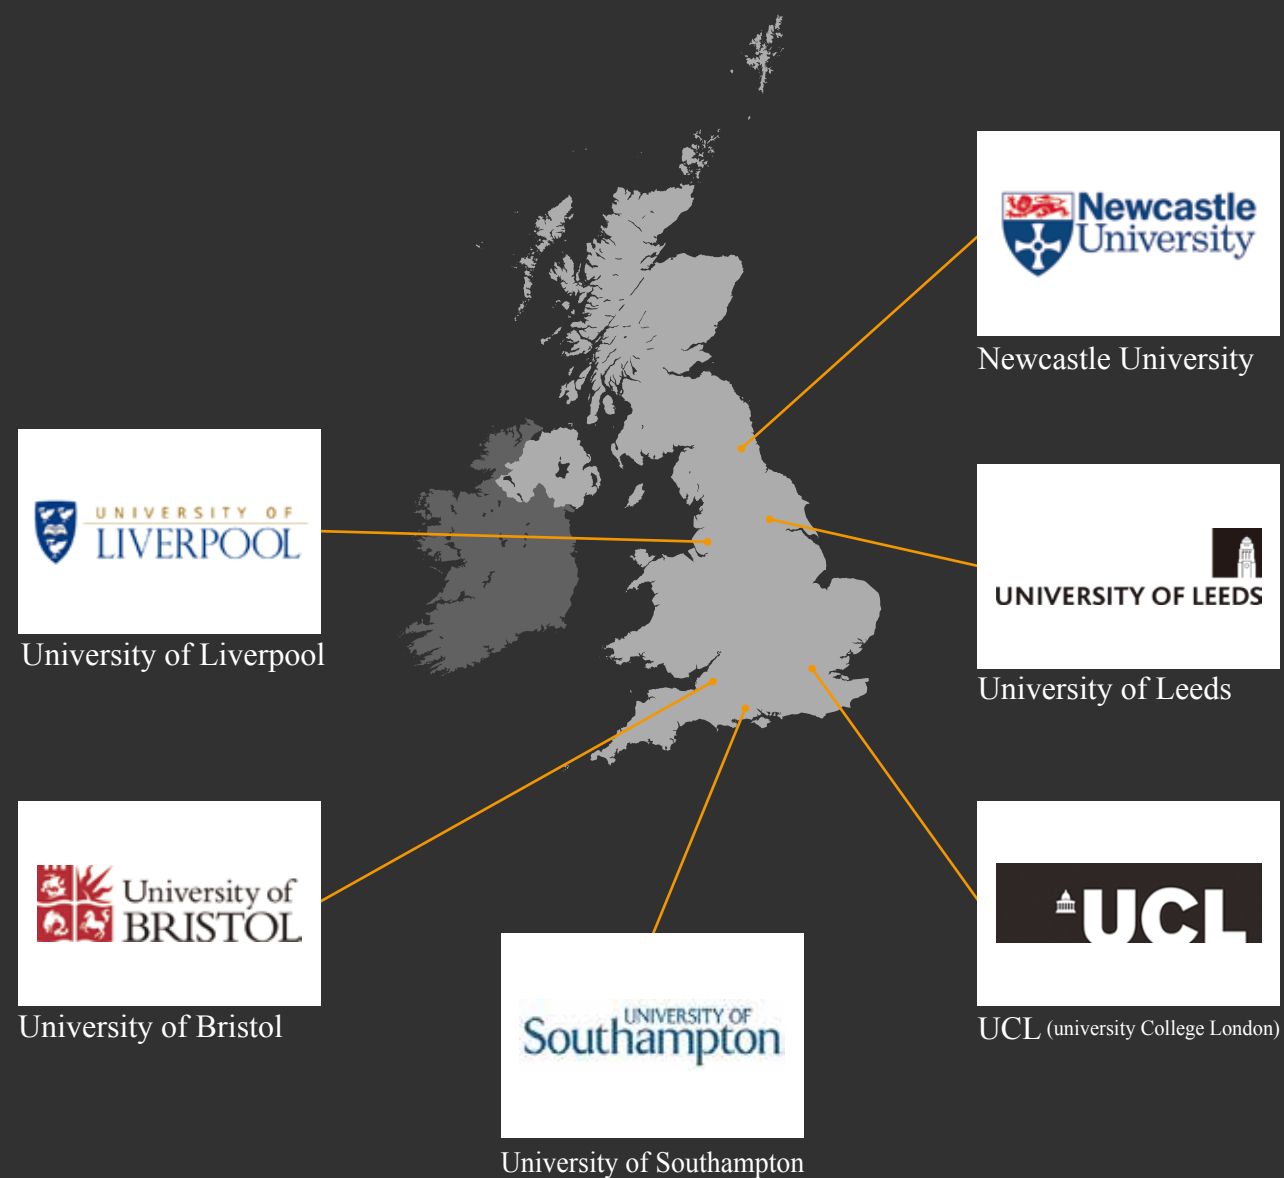 Newcastle
University
Newcastle University
UNIVERSITY OF
LIVERPOOL
University of Liverpool
UNIVERSITY OF LEEDS
University of Leeds
University of
BRISTOL
University of Bristol
UNIVERSITY OF
Southampton
University of Southampton
UCL
UCL (university College London)